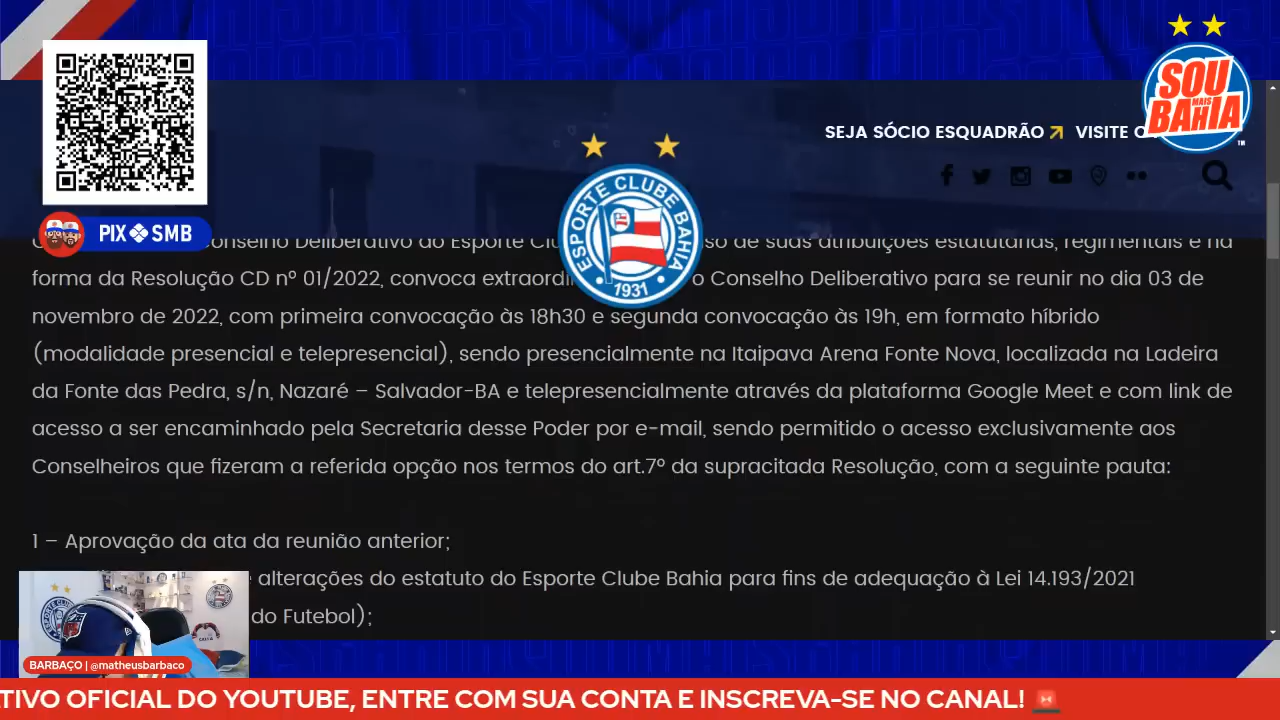 SOU
MAIS
BAHIA
TM
SEJA SÓCIO ESQUADRÃO VISITE O
ESPORTE CLUBE BAHIA
1931
PIX SMB
Conselho Deliberativo do Esporte so de suas atribuições estatutárias, regimentais e na
forma da Resolução CD nº 01/2022, convoca o Conselho Deliberativo para se reunir no dia 03 de
novembro de 2022, com primeira convocação às 18h30 e segunda convocação às 19h, em formato híbrido
(modalidade presencial e telepresencial), sendo presencialmente na Itaipava Arena Fonte Nova, localizada na Ladeira
da Fonte das Pedra, s/n, Nazaré – Salvador-BA e telepresencialmente através da plataforma Google Meet e com link de
acesso a ser encaminhado pela Secretaria desse Poder por e-mail, sendo permitido o acesso exclusivamente aos
Conselheiros que fizeram a referida opção nos termos do art.7º da supracitada Resolução, com a seguinte pauta:
1 – Aprovação da ata da reunião anterior;
alterações do estatuto do Esporte Clube Bahia para fins de adequação à Lei 14.193/2021
do Futebol);
BARBAÇO | @matheusbarbaco
TIVO OFICIAL DO YOUTUBE, ENTRE COM SUA CONTA E INSCREVA-SE NO CANAL!